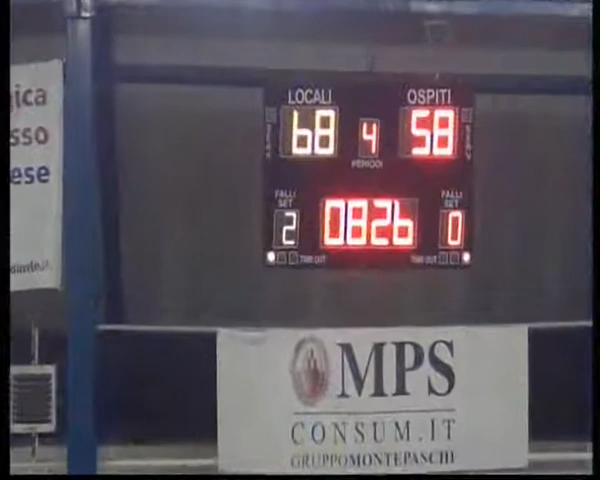 ica
sso
ese
LOCALI OSPITI
68 4 58
PERIODI
FALLI FALLI
SET SET
2 0826 0
TIME OUT TIME OUT
MPS
CONSUM.IT
GRUPPOMONTEPASCHI